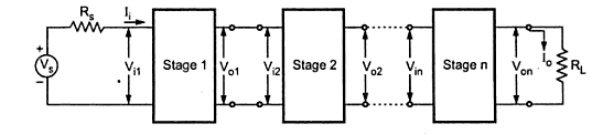 Rs
Ii
+
Vs
−
Vi1
Stage 1
Vo1
Vi2
Stage 2
Vo2
Vin
Stage n
Von
Io
RL